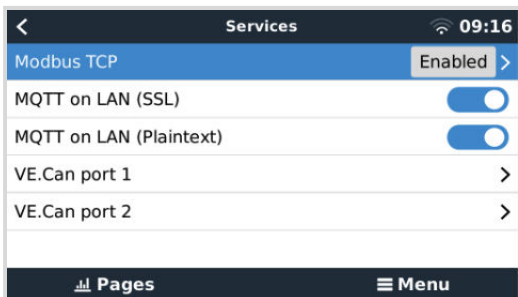 Services 09:16
Modbus TCP Enabled
MQTT on LAN (SSL)
MQTT on LAN (Plaintext)
VE.Can port 1
VE.Can port 2
Pages Menu